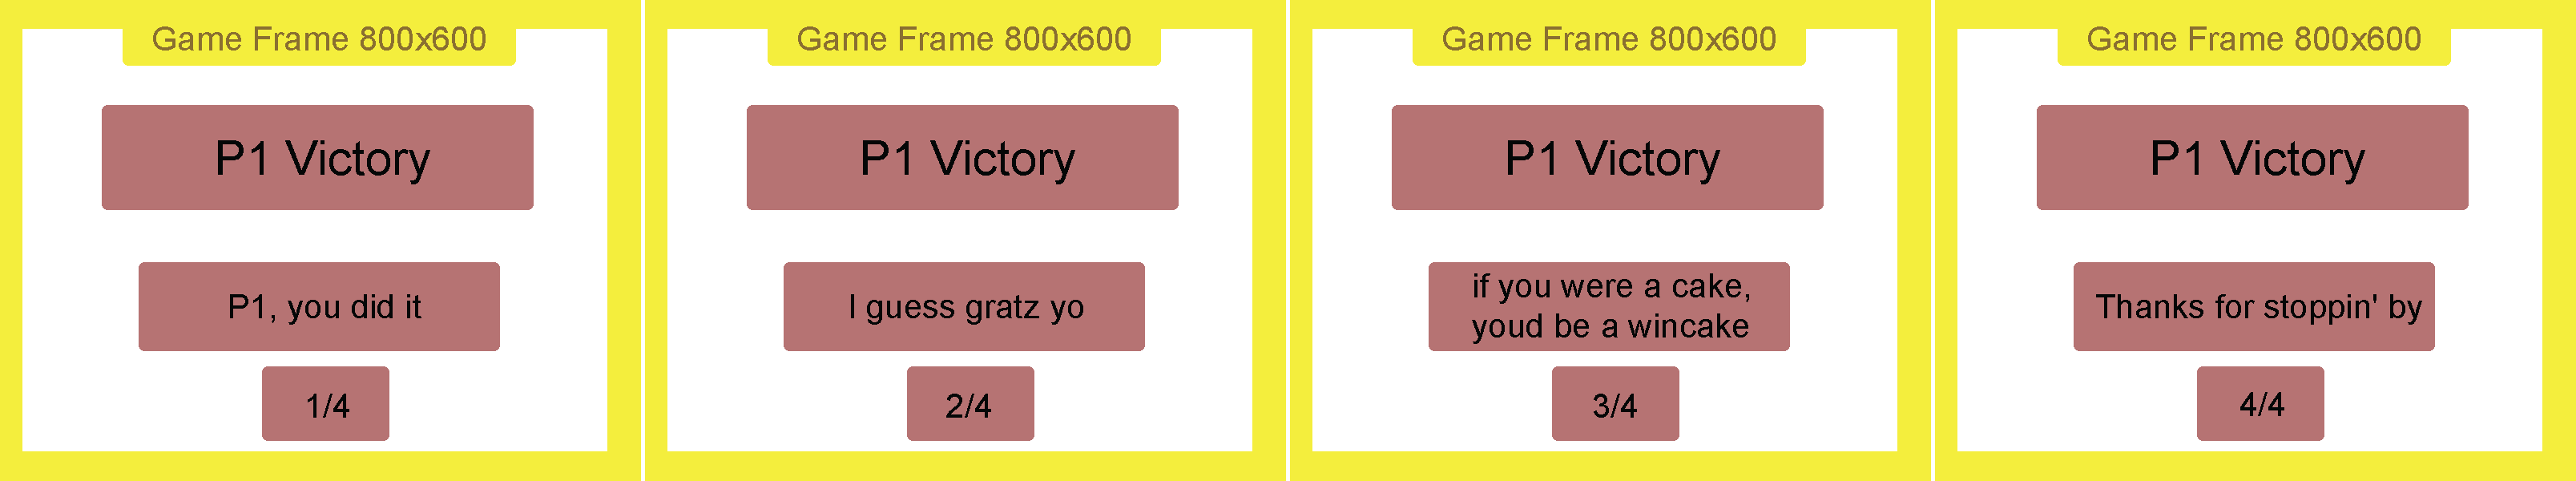 Game Frame 800x600
P1 Victory
P1, you did it
1/4
Game Frame 800x600
P1 Victory
I guess gratz yo
2/4
Game Frame 800x600
P1 Victory
if you were a cake,
youd be a wincake
3/4
Game Frame 800x600
P1 Victory
Thanks for stoppin' by
4/4